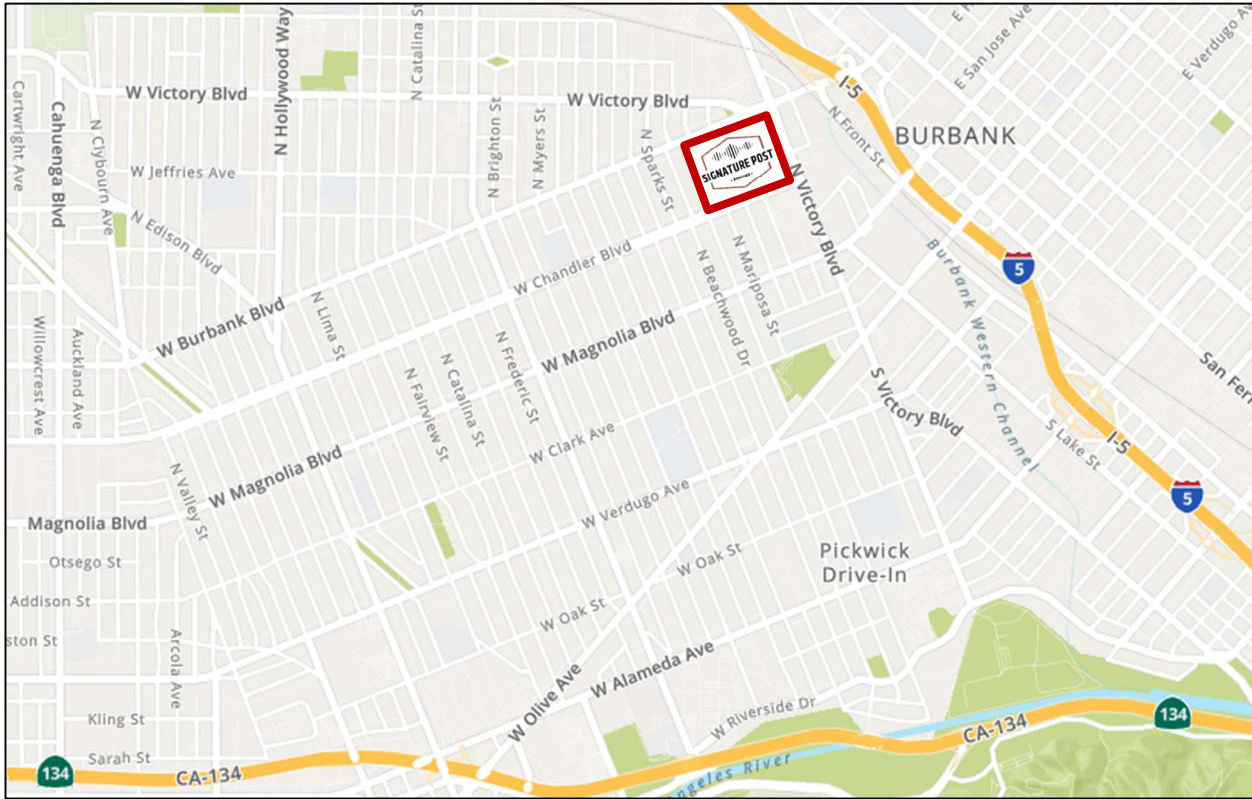 N Catalina St
N Hollywood Way
Cartwright Ave
Cahuenga Blvd
N Clybourn Ave
W Victory Blvd
W Victory Blvd
I-5
E San Jose Ave
E Verdugo
N Front St
BURBANK
N Brighton St
N Myers St
N Sparks St
SIGNATURE POST
W Jeffries Ave
N Edison Blvd
N Victory Blvd
W Chandler Blvd
N Beachwood Dr
N Mariposa St
Burbank Western Channel
5
W Burbank Blvd
N Lima St
Willowcrest Ave
Auckland Ave
N Fairview St
N Catalina St
N Frederic St
W Magnolia Blvd
S Victory Blvd
San Fern
W Clark Ave
S Lake St
I-5
5
W Magnolia Blvd
N Valley St
W Verdugo Ave
Magnolia Blvd
Otsego St
Addison St
ston St
Arcola Ave
W Oak St
W Oak St
Pickwick
Drive-In
W Olive Ave
W Alameda Ave
W Riverside Dr
Kling St
Sarah St
134
CA-134
CA-134
134
ngeles River